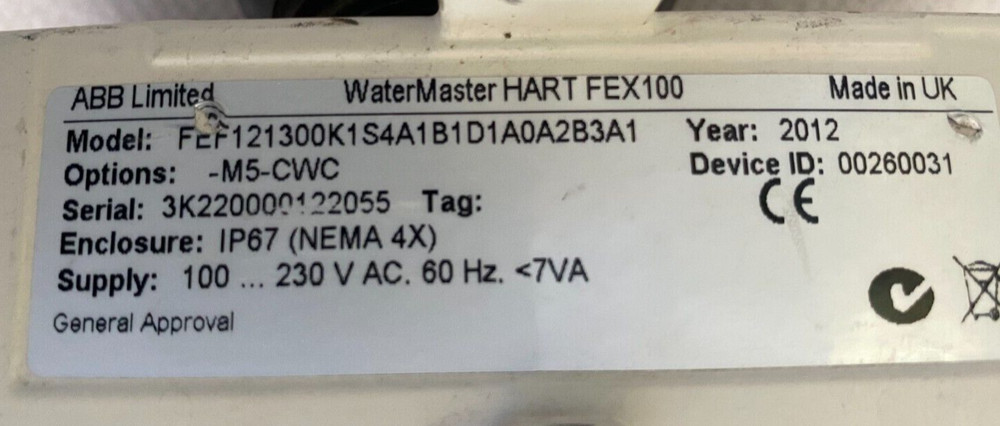 ABB Limited WaterMaster HART FEX100 Made in UK
Model: FEF121300K1S4A1B1D1A0A2B3A1 Year: 2012
Options: -M5-CWC Device ID: 00260031
Serial: 3K220000122055 Tag: CE
Enclosure: IP67 (NEMA 4X)
Supply: 100 ... 230 V AC. 60 Hz. <7VA
General Approval